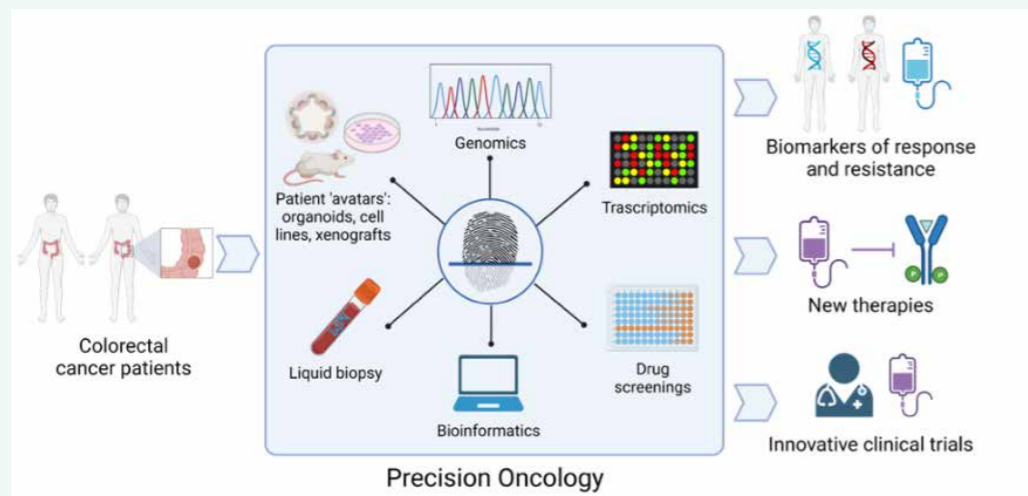 Colorectal
cancer patients
Patient 'avatars':
organoids, cell
lines, xenografts
Genomics
Trascriptomics
Liquid biopsy
Bioinformatics
Drug
screenings
P
P
Precision Oncology
Biomarkers of response
and resistance
New therapies
Innovative clinical trials